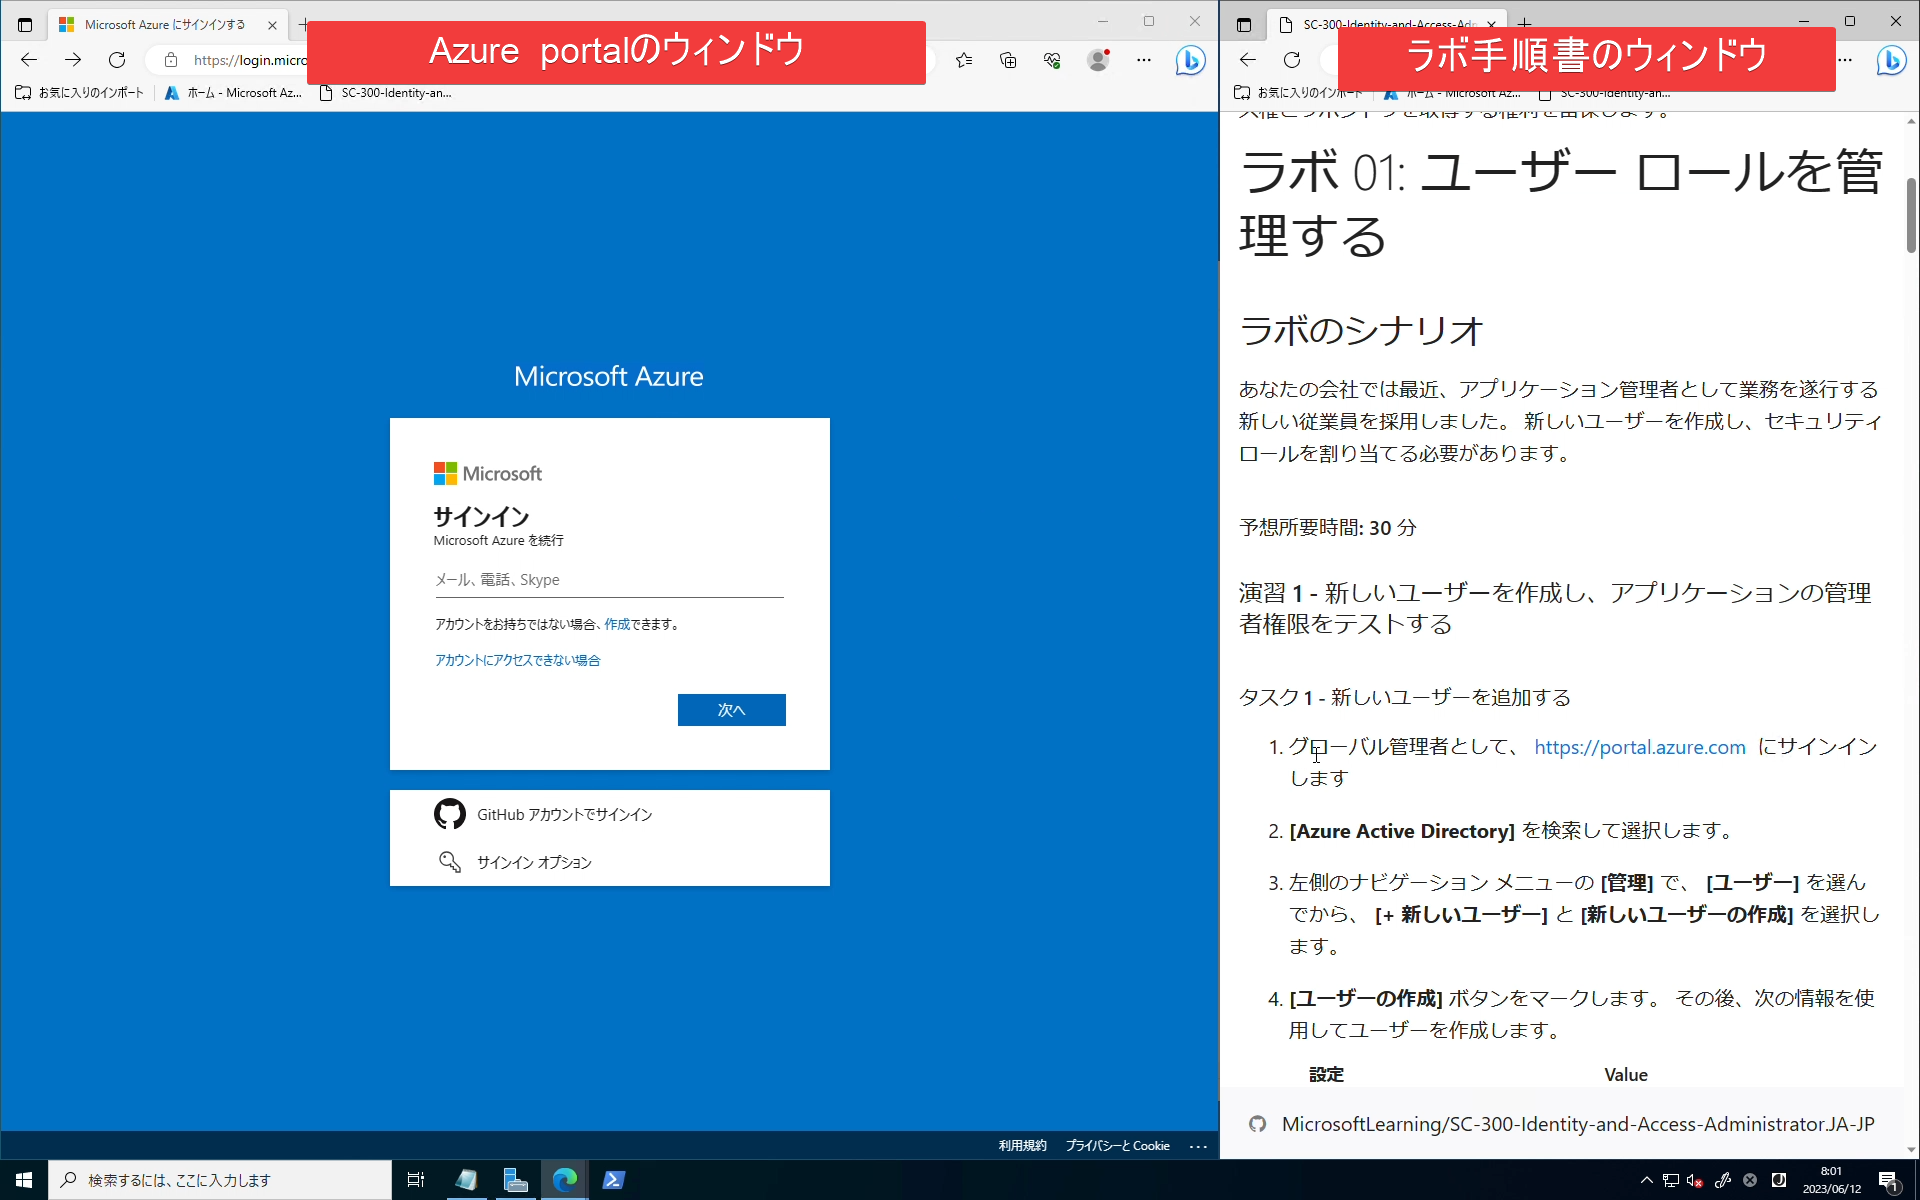 Microsoft Azure にサインインする
Azure portalのウィンドウ
https://login.micro
お気に入りのインポート
ホーム - Microsoft Az...
SC-300-Identity-an...
Microsoft Azure
Microsoft
サインイン
Microsoft Azure を続行
メール、電話、Skype
アカウントをお持ちではない場合、作成できます。
アカウントにアクセスできない場合
次へ
GitHub アカウントでサインイン
サインイン オプション
利用規約
プライバシーと Cookie
SC-300-Identity-and-Access-Adm
ラボ手順書のウィンドウ
お気に入りのインポート
ホーム - Microsoft Az...
SC-300-Identity-an...
ラボ 01: ユーザー ロールを管
理する
ラボのシナリオ
あなたの会社では最近、アプリケーション管理者として業務を遂行する
新しい従業員を採用しました。 新しいユーザーを作成し、セキュリティ
ロールを割り当てる必要があります。
予想所要時間: 30 分
演習 1 - 新しいユーザーを作成し、アプリケーションの管理
者権限をテストする
タスク 1 - 新しいユーザーを追加する
1. グローバル管理者として、 https://portal.azure.com にサインイン
します
2. [Azure Active Directory] を検索して選択します。
3. 左側のナビゲーション メニューの [管理] で、 [ユーザー] を選ん
でから、 [+ 新しいユーザー] と [新しいユーザーの作成] を選択し
ます。
4. [ユーザーの作成] ボタンをマークします。 その後、次の情報を使
用してユーザーを作成します。
設定 Value
MicrosoftLearning/SC-300-Identity-and-Access-Administrator.JA-JP
検索するには、ここに入力します
8:01
2023/06/12
1